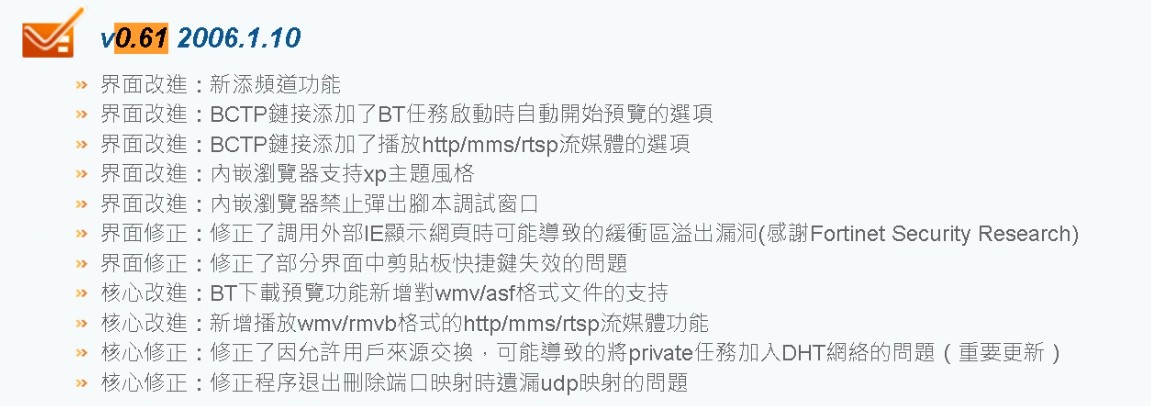 v0.61 2006.1.10
» 界面改進：新添頻道功能
» 界面改進：BCTP鏈接添加了BT任務啟動時自動開始預覽的選項
» 界面改進：BCTP鏈接添加了播放http/mms/rtsp流媒體的選項
» 界面改進：內嵌瀏覽器支持xp主題風格
» 界面改進：內嵌瀏覽器禁止彈出腳本調試窗口
» 界面修正：修正了調用外部IE顯示網頁時可能導致的緩衝區溢出漏洞(感謝Fortinet Security Research)
» 界面修正：修正了部分界面中剪貼板快捷鍵失效的問題
» 核心改進：BT下載預覽功能新增對wmv/asf格式文件的支持
» 核心改進：新增播放wmv/rmvb格式的http/mms/rtsp流媒體功能
» 核心修正：修正了因允許用戶來源交換，可能導致的將private任務加入DHT網絡的問題（重要更新）
» 核心修正：修正程序退出刪除端口映射時遺漏udp映射的問題